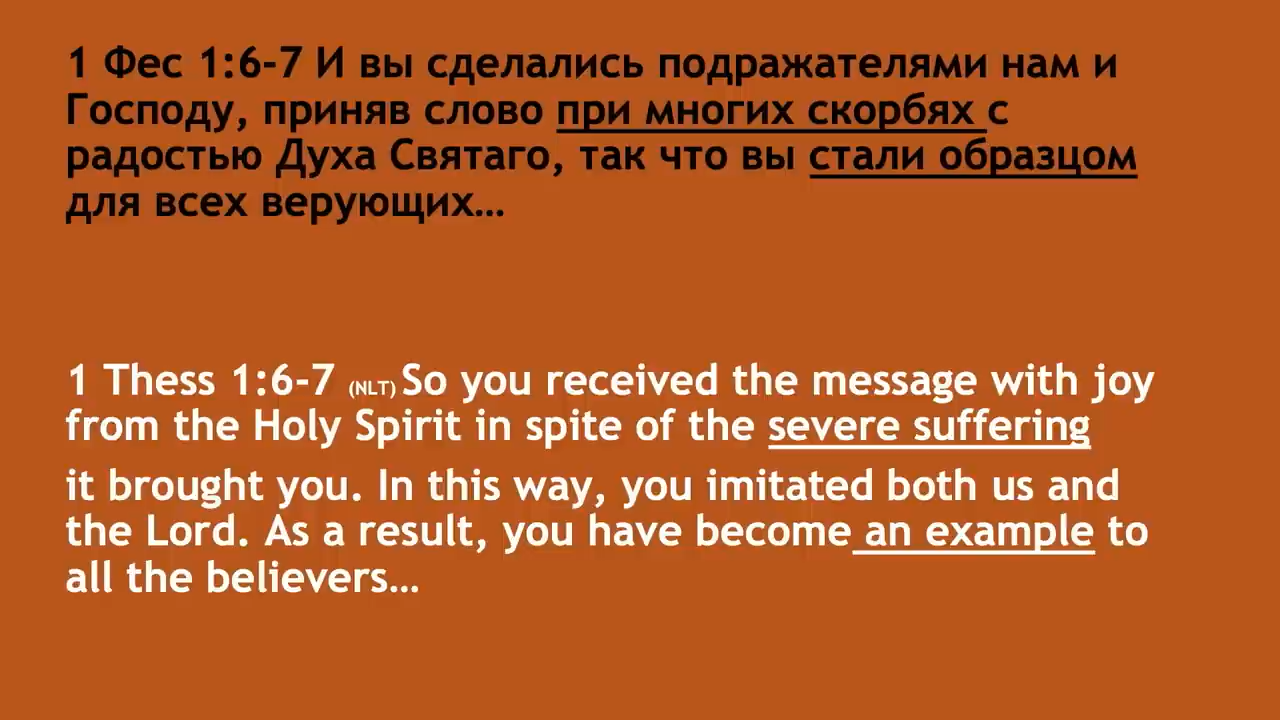 1 Фес 1:6-7 И вы сделались подражателями нам и
Господу, приняв слово при многих скорбях с
радостью Духа Святаго, так что вы стали образцом
для всех верующих…
1 Thess 1:6-7 (NLT) So you received the message with joy
from the Holy Spirit in spite of the severe suffering
it brought you. In this way, you imitated both us and
the Lord. As a result, you have become an example to
all the believers…